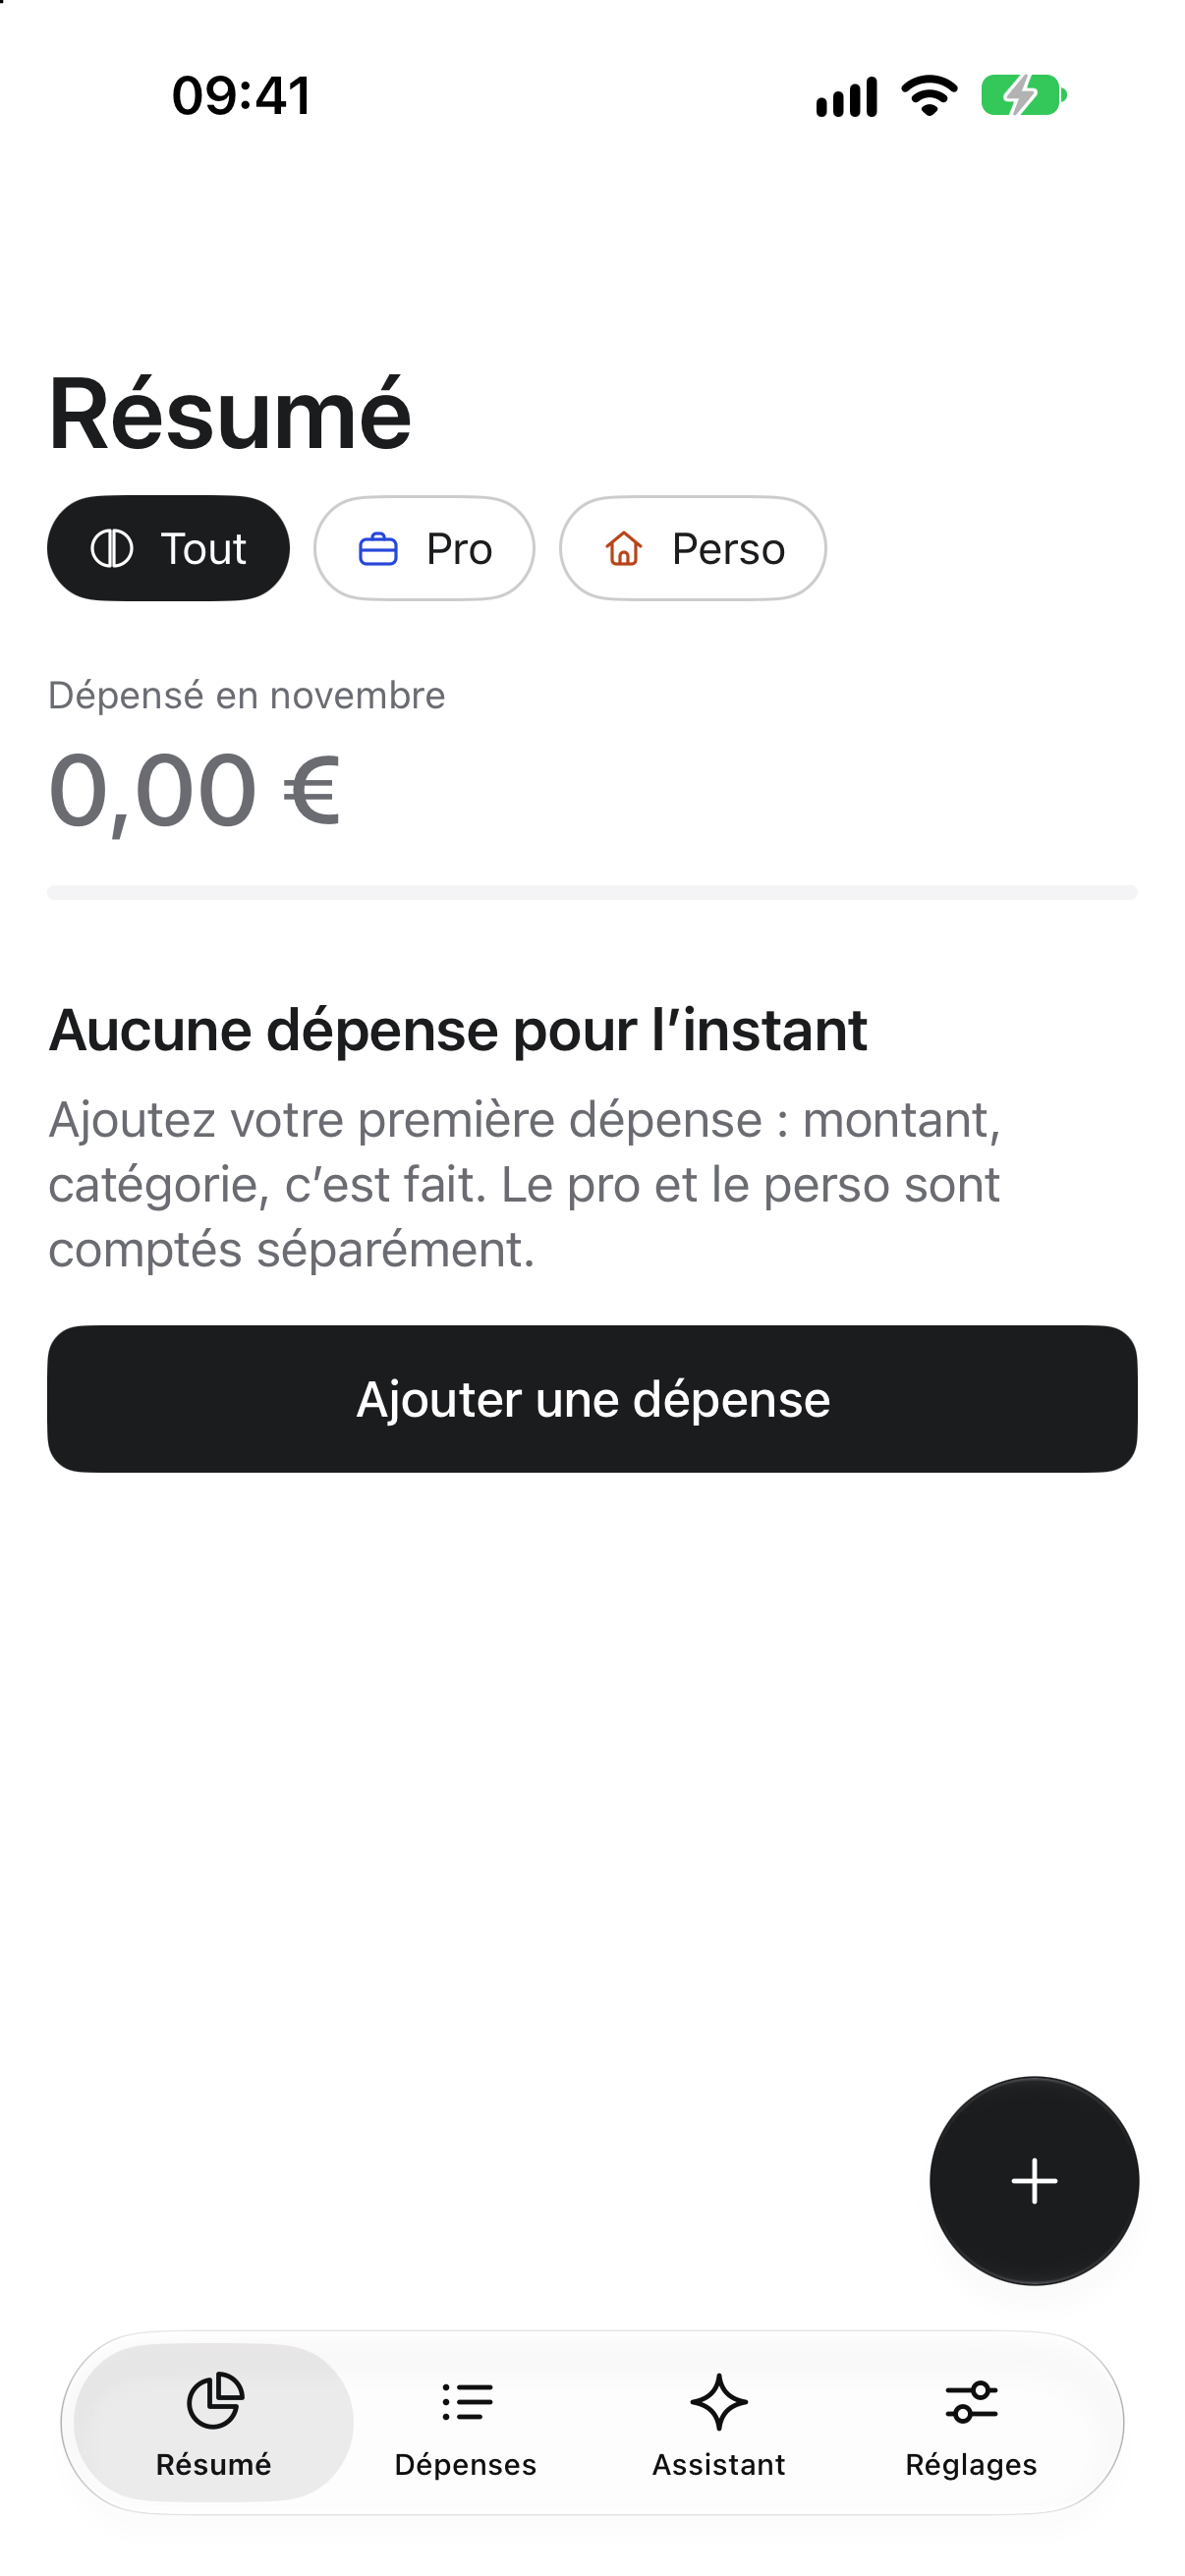 09:41
Résumé
Tout
Pro
Perso
Dépensé en novembre
0,00 €
Aucune dépense pour l’instant
Ajoutez votre première dépense : montant,
catégorie, c’est fait. Le pro et le perso sont
comptés séparément.
Ajouter une dépense
Résumé
Dépenses
Assistant
Réglages